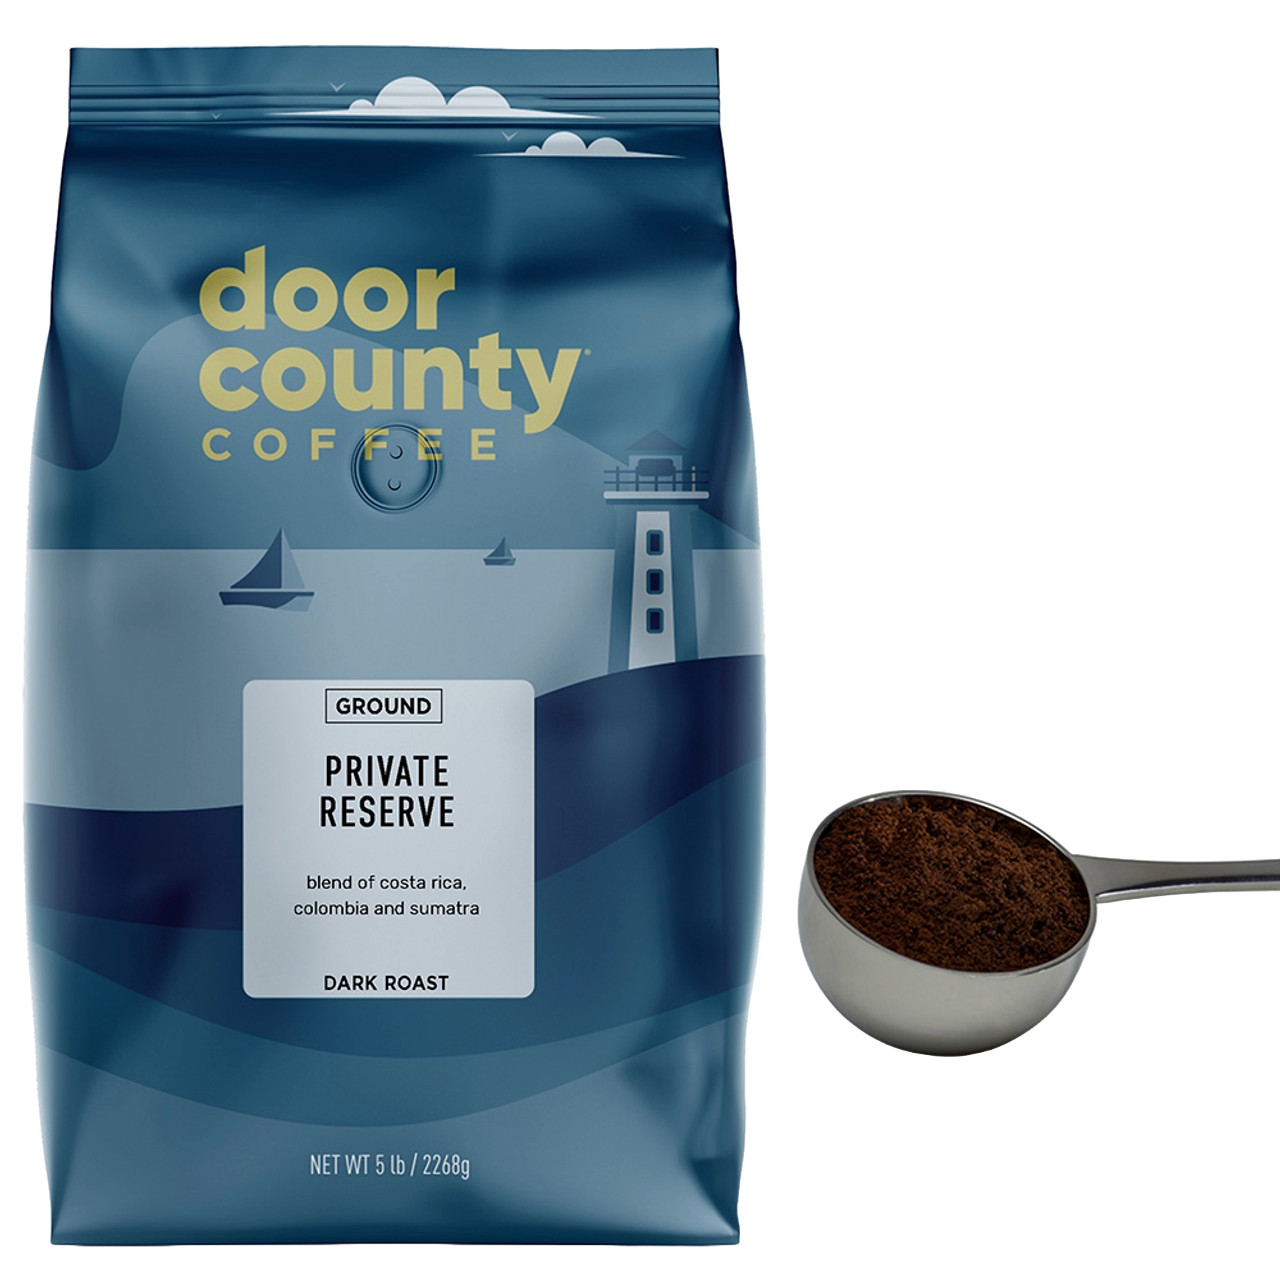 door
county®
COFFEE
GROUND
PRIVATE
RESERVE
blend of costa rica,
colombia and sumatra
DARK ROAST
NET WT 5 lb / 2268g